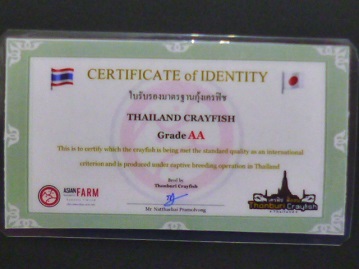 CERTIFICATE of IDENTITY
ใบรับรองมาตรฐานกุ้งเครฟิช
THAILAND CRAYFISH
Grade AA
This is to certify which the crayfish is being met the standard quality as an international
criterion and is produced under captive breeding operation in Thailand
Bred by
Thonburi Crayfish
ASIAN FARM
Thonburi Crayfish
Mr. Natthachai